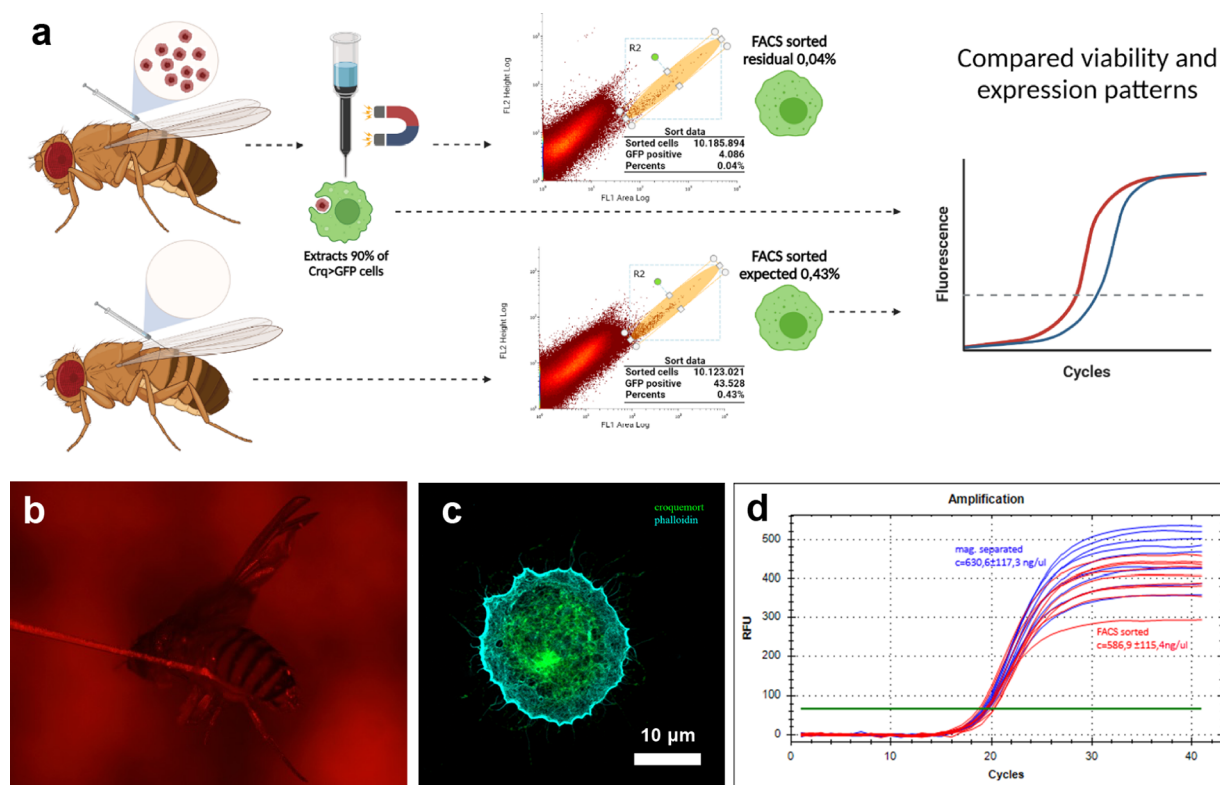 a
Extracts 90% of
Crq>GFP cells
FL2 Height Log
FL1 Area Log
R2
Sort data
Sorted cells 10.185.894
GFP positive 4.086
Percents 0.04%
FACS sorted
residual 0,04%
FL2 Height Log
FL1 Area Log
R2
Sort data
Sorted cells 10.123.021
GFP positive 43.528
Percents 0.43%
FACS sorted
expected 0,43%
Compared viability and
expression patterns
Fluorescence
Cycles
b
c
croquemort
phalloidin
10 µm
d
Amplification
RFU
600
500
400
300
200
100
0
mag. separated
c=630,6±117,3 ng/ul
FACS sorted
c=586,9 ±115,4ng/ul
0 10 20 30 40
Cycles